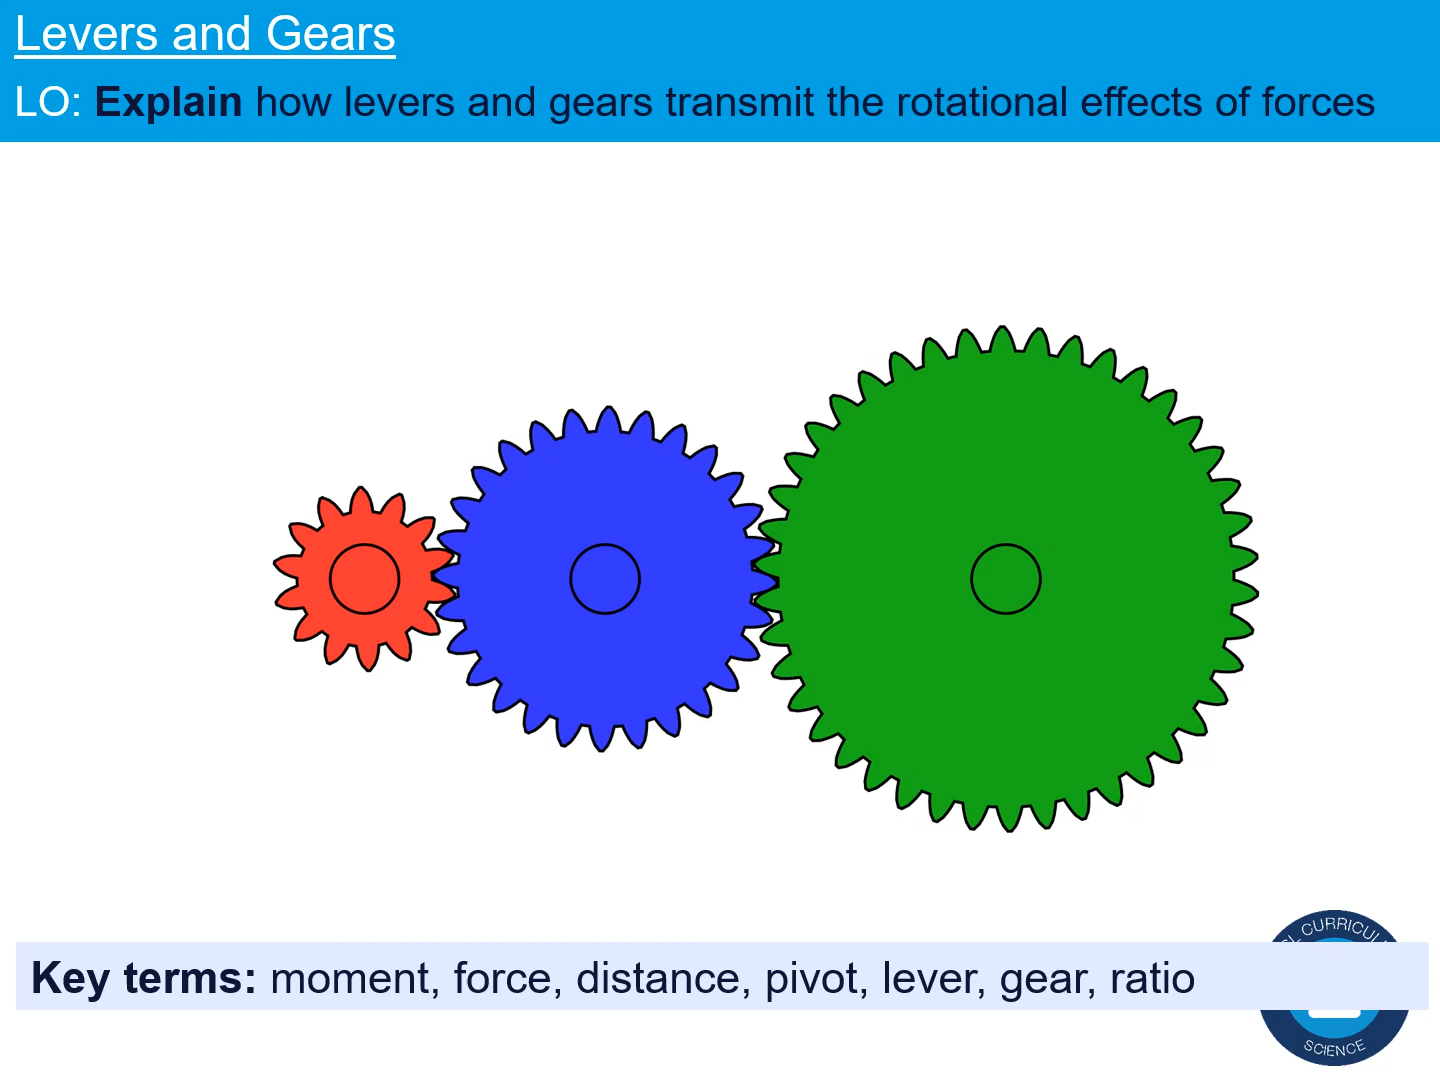 Levers and Gears
LO: Explain how levers and gears transmit the rotational effects of forces
Key terms: moment, force, distance, pivot, lever, gear, ratio
SCIENCE